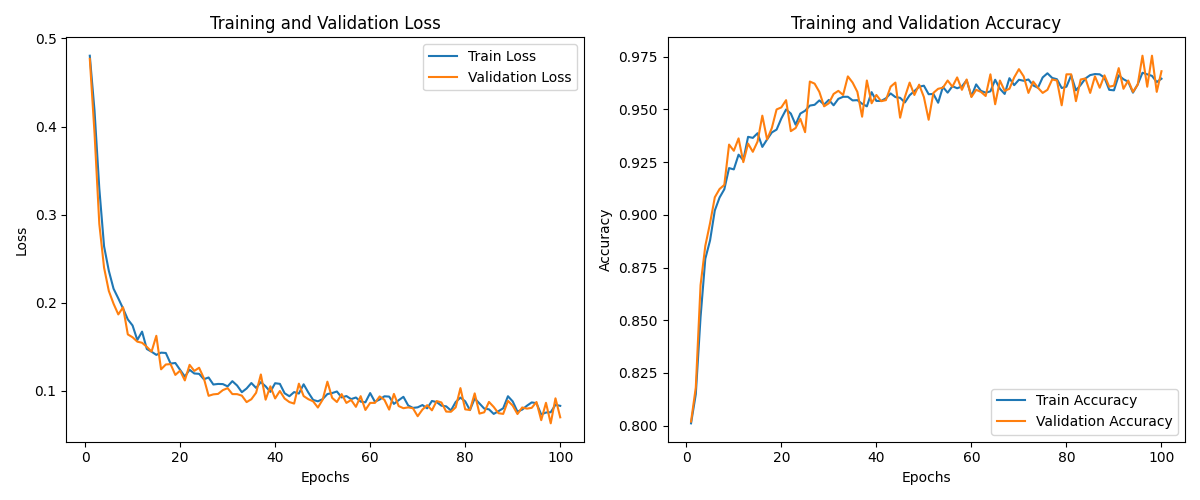 Training and Validation Loss
Train Loss
Validation Loss
0.5
0.4
0.3
0.2
0.1
Loss
0
20
40
60
80
100
Epochs
Training and Validation Accuracy
0.975
0.950
0.925
0.900
0.875
0.850
0.825
0.800
Accuracy
Train Accuracy
Validation Accuracy
0
20
40
60
80
100
Epochs